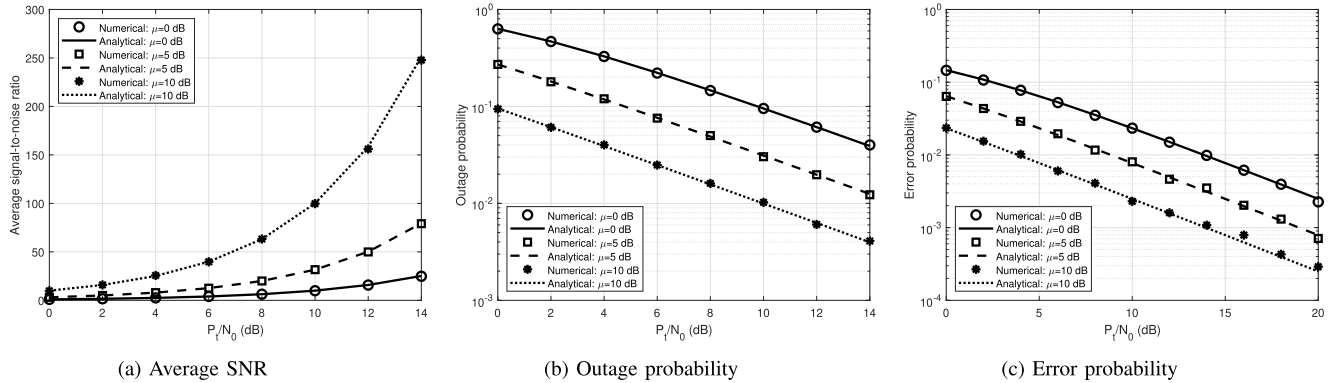 300
250
200
150
100
50
0
Average signal-to-noise ratio
Numerical: μ=0 dB
Analytical: μ=0 dB
Numerical: μ=5 dB
Analytical: μ=5 dB
Numerical: μ=10 dB
Analytical: μ=10 dB
0 2 4 6 8 10 12 14
P_t/N_0 (dB)
(a) Average SNR
10^0
10^-1
10^-2
10^-3
Outage probability
Numerical: μ=0 dB
Analytical: μ=0 dB
Numerical: μ=5 dB
Analytical: μ=5 dB
Numerical: μ=10 dB
Analytical: μ=10 dB
0 2 4 6 8 10 12 14
P_t/N_0 (dB)
(b) Outage probability
10^0
10^-1
10^-2
10^-3
10^-4
Error probability
Numerical: μ=0 dB
Analytical: μ=0 dB
Numerical: μ=5 dB
Analytical: μ=5 dB
Numerical: μ=10 dB
Analytical: μ=10 dB
0 5 10 15 20
P_t/N_0 (dB)
(c) Error probability